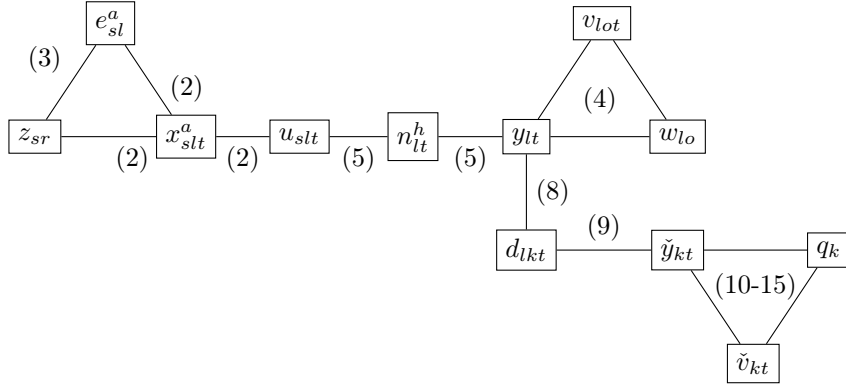 e^a_{sl}
v_{lot}
(3)
(2)
(4)
z_{sr}
x^a_{slt}
u_{slt}
n^h_{lt}
y_{lt}
w_{lo}
(2)
(2)
(5)
(5)
(8)
(9)
d_{lkt}
y̌_{kt}
q_k
(10-15)
v̌_{kt}